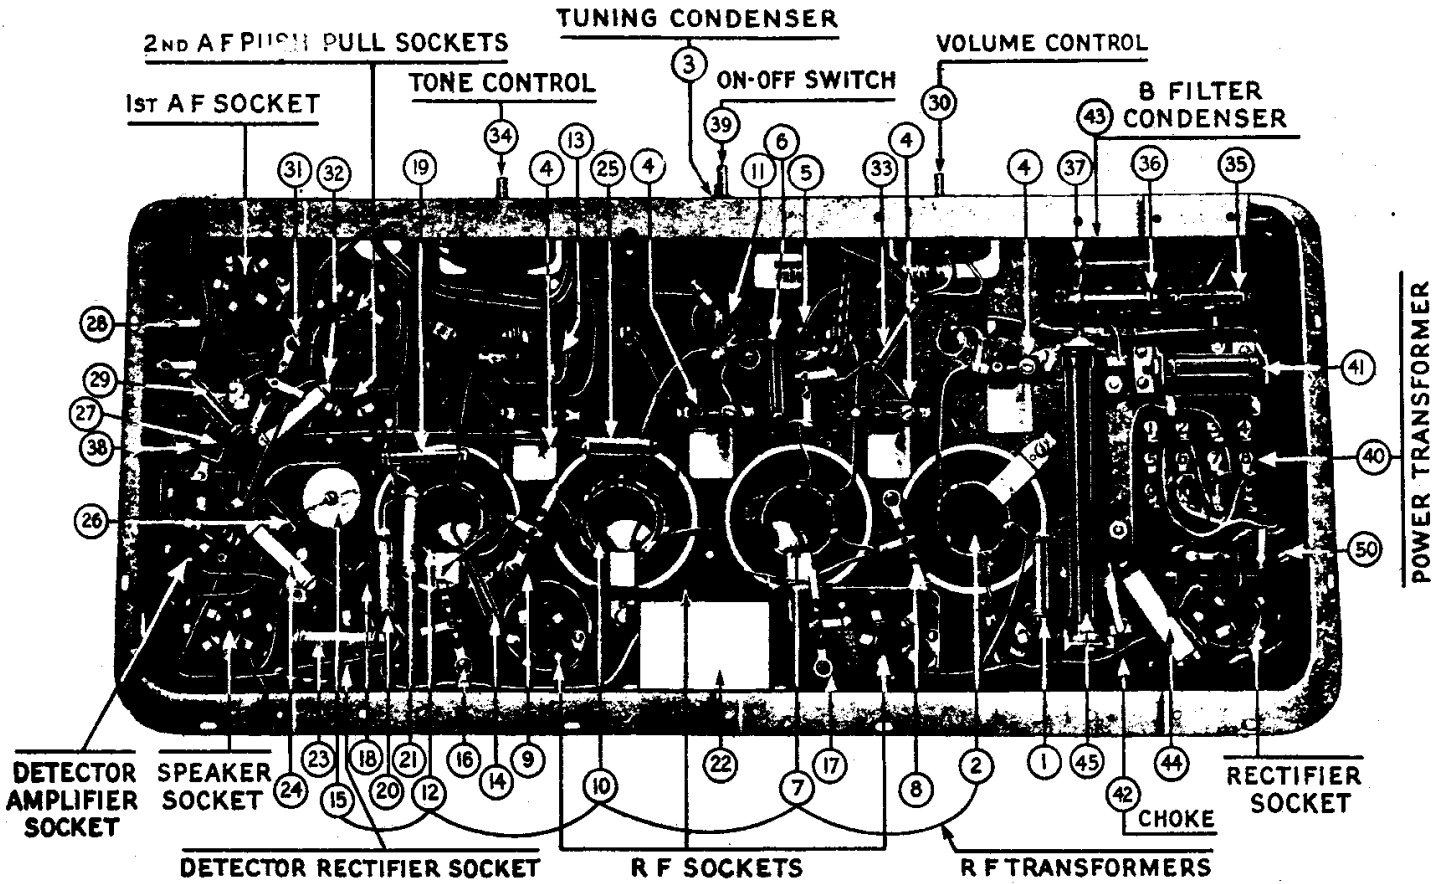 TUNING CONDENSER
2ND A F PUSH PULL SOCKETS
VOLUME CONTROL
TONE CONTROL
ON-OFF SWITCH
B FILTER
CONDENSER
1ST A F SOCKET
3
34
39
30
43
31
32
19
4
13
25
4
11
6
5
33
4
4
37
36
35
28
29
27
38
26
41
40
50
POWER TRANSFORMER
24
23
15
18
20
21
12
16
14
9
10
22
7
17
8
2
1
45
42
44
DETECTOR
AMPLIFIER
SOCKET
SPEAKER
SOCKET
RECTIFIER
SOCKET
CHOKE
DETECTOR RECTIFIER SOCKET
R F SOCKETS
R F TRANSFORMERS